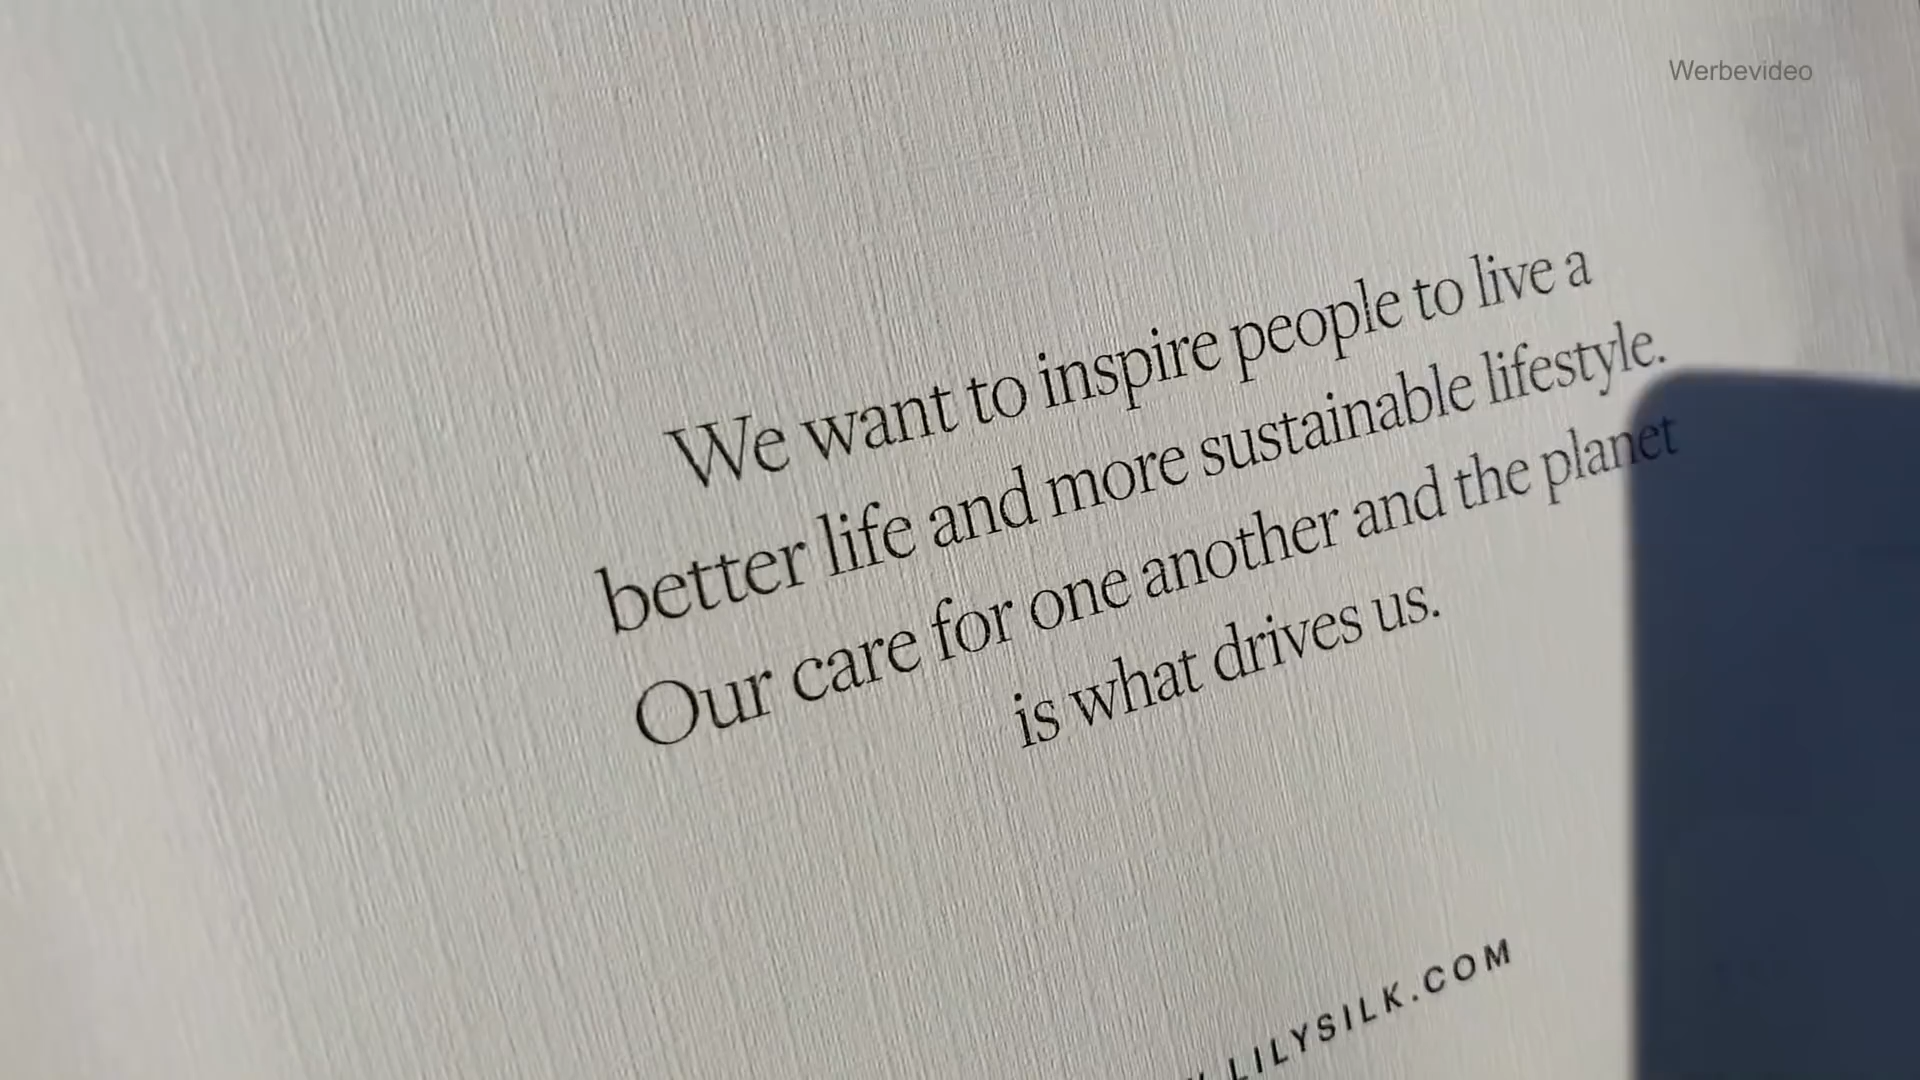 Werbevideo
We want to inspire people to live a
better life and more sustainable lifestyle.
Our care for one another and the planet
is what drives us.
LILYSILK.COM